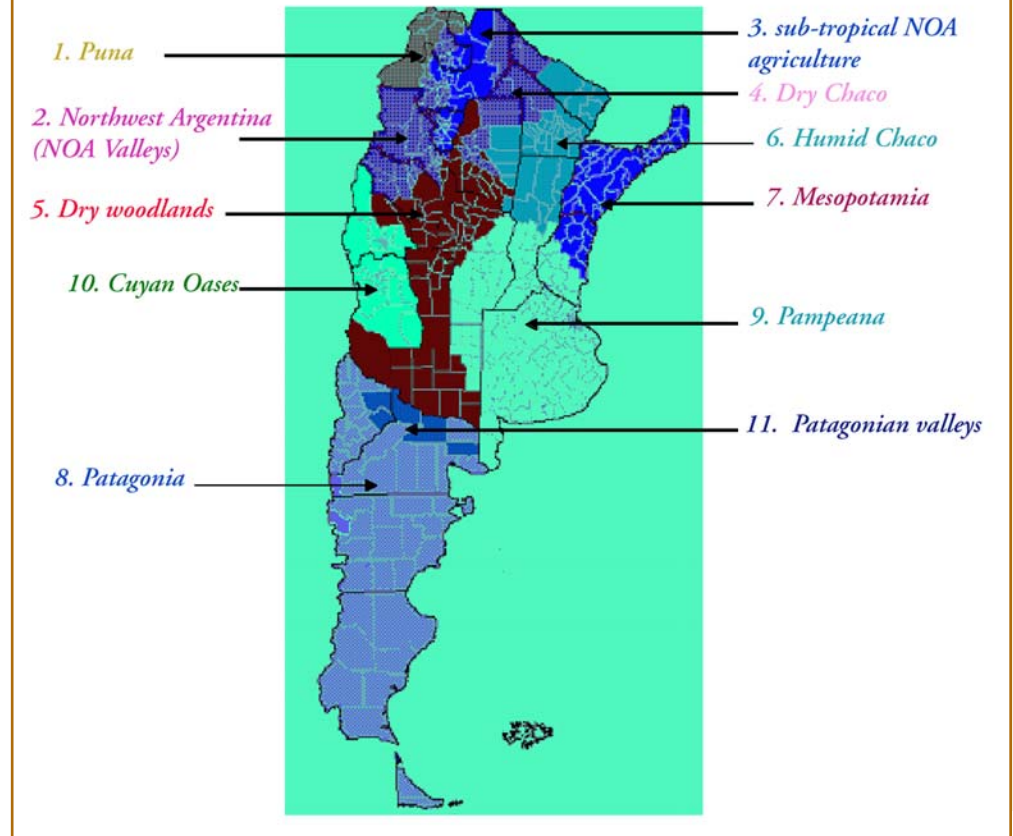 1. Puna
2. Northwest Argentina
(NOA Valleys)
5. Dry woodlands
10. Cuyan Oases
8. Patagonia
3. sub-tropical NOA
agriculture
4. Dry Chaco
6. Humid Chaco
7. Mesopotamia
9. Pampeana
11. Patagonian valleys